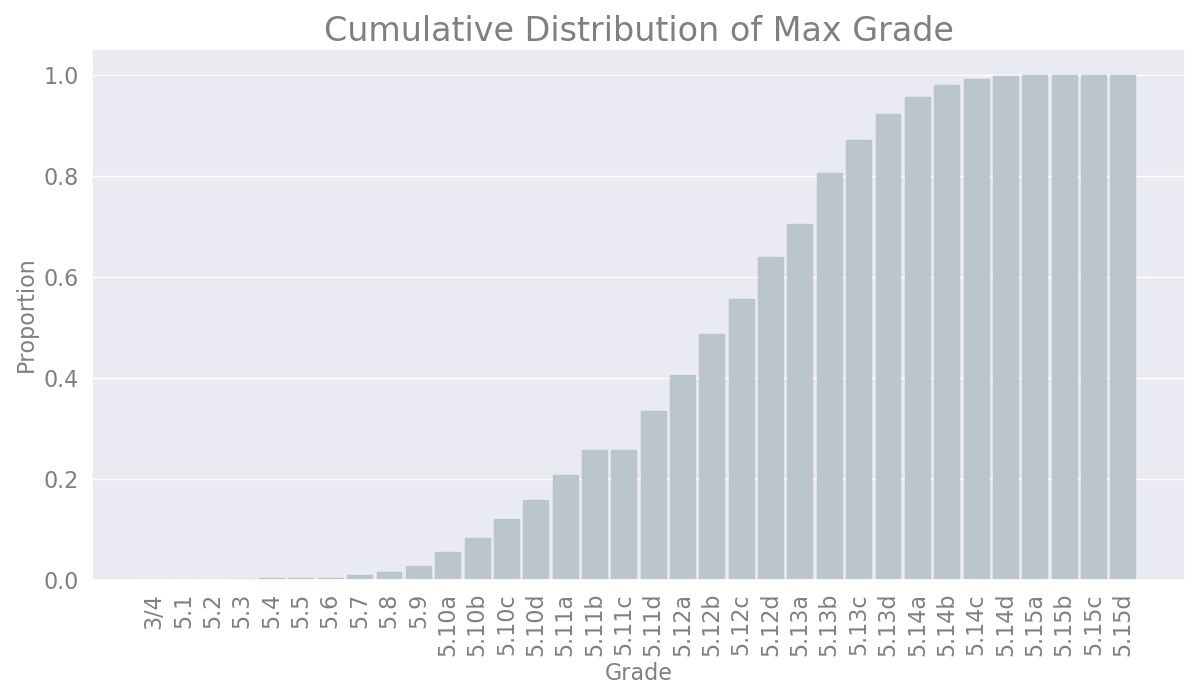 Cumulative Distribution of Max Grade
Proportion
1.0
0.8
0.6
0.4
0.2
0.0
3/4
5.1
5.2
5.3
5.4
5.5
5.6
5.7
5.8
5.9
5.10a
5.10b
5.10c
5.10d
5.11a
5.11b
5.11c
5.11d
5.12a
5.12b
5.12c
5.12d
5.13a
5.13b
5.13c
5.13d
5.14a
5.14b
5.14c
5.14d
5.15a
5.15b
5.15c
5.15d
Grade